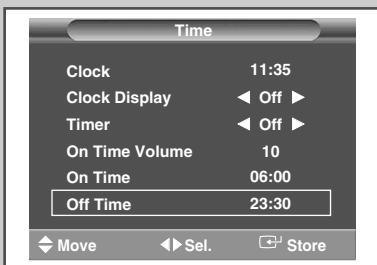 Time
Clock 11:35
Clock Display ◀ Off ▶
Timer ◀ Off ▶
On Time Volume 10
On Time 06:00
Off Time 23:30
Move Sel. Store